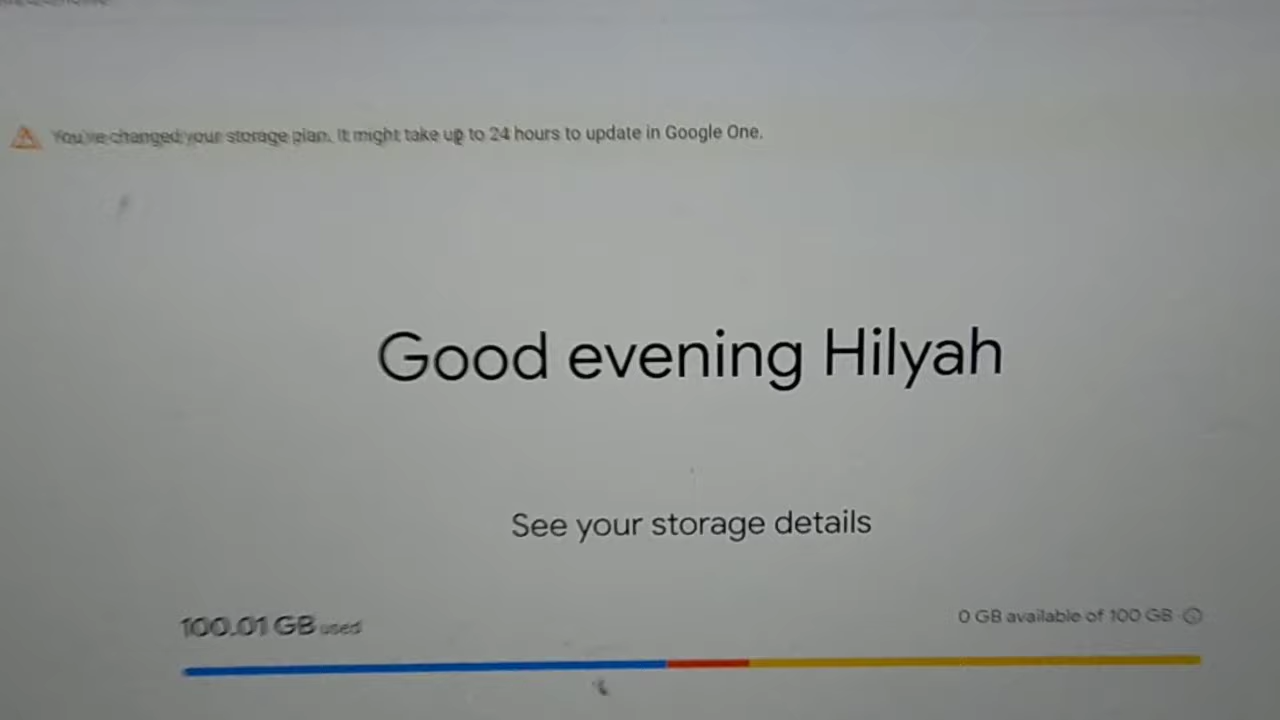 You've changed your storage plan. It might take up to 24 hours to update in Google One.
Good evening Hilyah
See your storage details
100.01 GB used
0 GB available of 100 GB